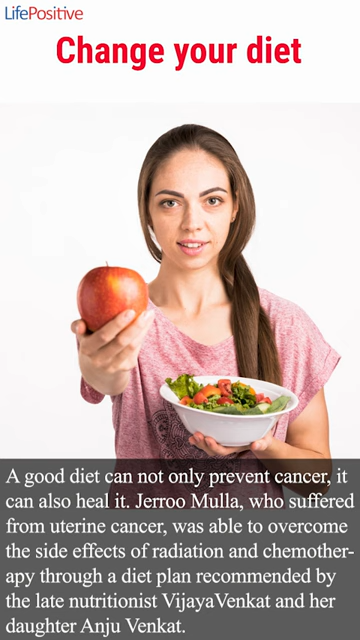 LifePositive
Change your diet
A good diet can not only prevent cancer, it
can also heal it. Jerroo Mulla, who suffered
from uterine cancer, was able to overcome
the side effects of radiation and chemother-
apy through a diet plan recommended by
the late nutritionist VijayaVenkat and her
daughter Anju Venkat.